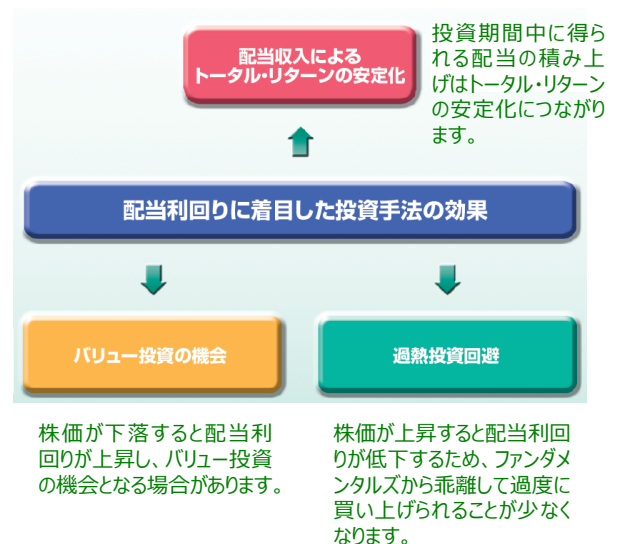 配当収入による
トータル・リターンの安定化
投資期間中に得ら
れる配当の積み上
げはトータル・リターン
の安定化につながり
ます。
配当利回りに着目した投資手法の効果
バリュー投資の機会
過熱投資回避
株価が下落すると配当利
回りが上昇し、バリュー投資
の機会となる場合があります。
株価が上昇すると配当利回
りが低下するため、ファンダメ
ンタルズから乖離して過度に
買い上げられることが少なく
なります。